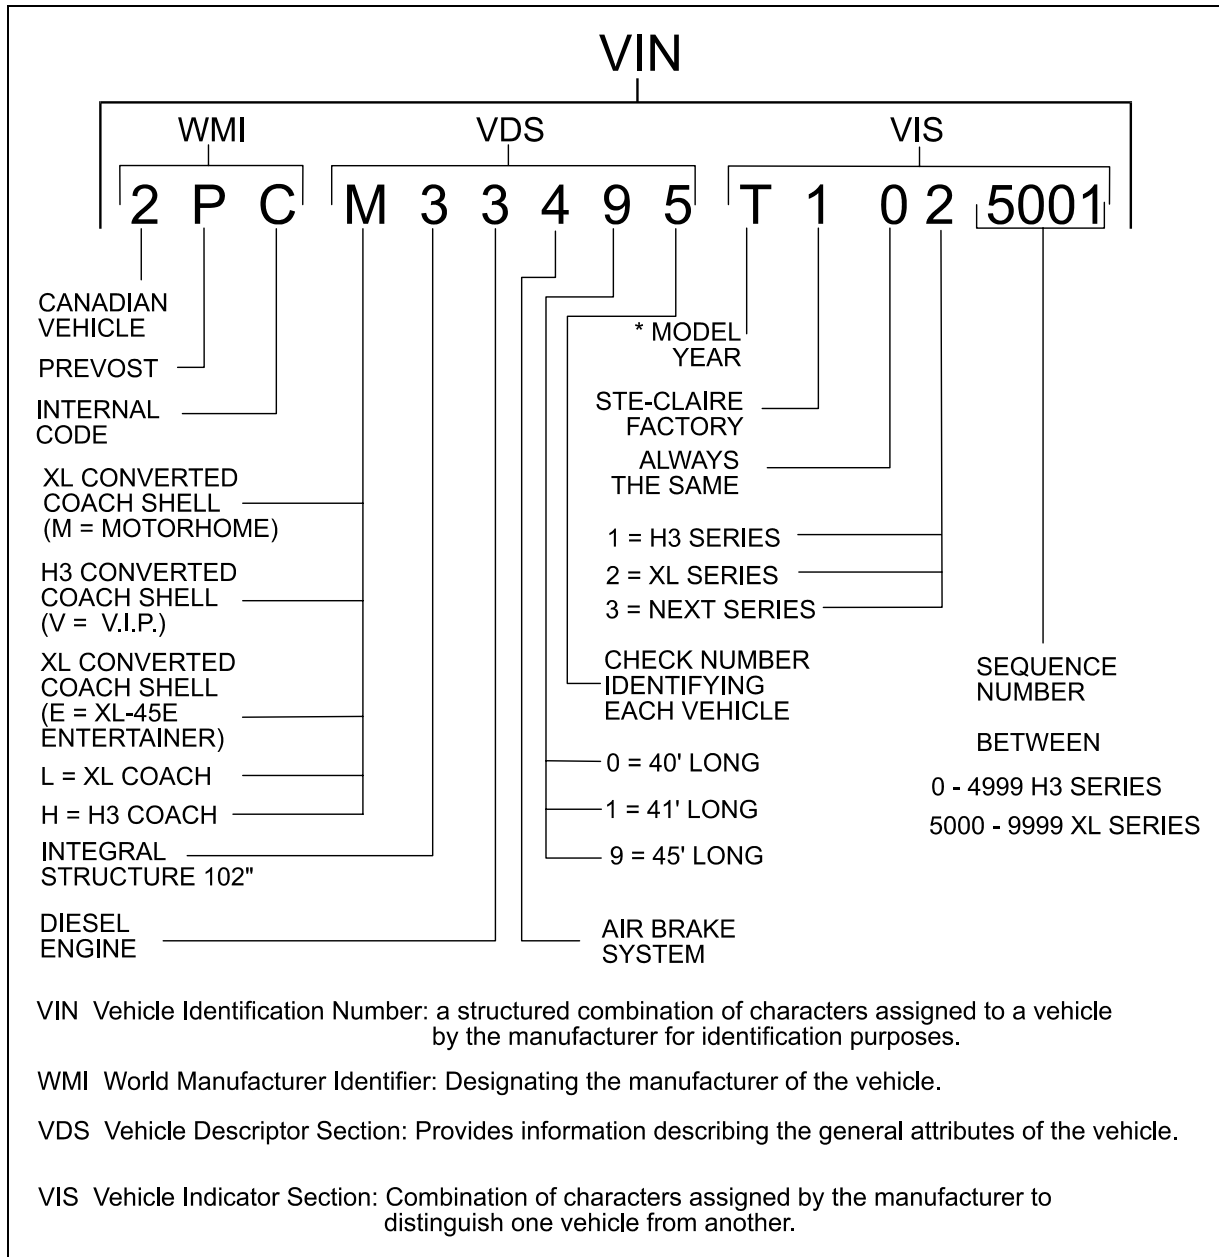 VIN
WMI VDS VIS
2 P C M 3 3 4 9 5 T 1 0 2 5001
CANADIAN
VEHICLE
PREVOST
INTERNAL
CODE
XL CONVERTED
COACH SHELL
(M = MOTORHOME)
H3 CONVERTED
COACH SHELL
(V = V.I.P.)
XL CONVERTED
COACH SHELL
(E = XL-45E
ENTERTAINER)
L = XL COACH
H = H3 COACH
INTEGRAL
STRUCTURE 102"
DIESEL
ENGINE
* MODEL
YEAR
STE-CLAIRE
FACTORY
ALWAYS
THE SAME
1 = H3 SERIES
2 = XL SERIES
3 = NEXT SERIES
CHECK NUMBER
IDENTIFYING
EACH VEHICLE
0 = 40' LONG
1 = 41' LONG
9 = 45' LONG
AIR BRAKE
SYSTEM
SEQUENCE
NUMBER
BETWEEN
0 - 4999 H3 SERIES
5000 - 9999 XL SERIES
VIN Vehicle Identification Number: a structured combination of characters assigned to a vehicle
by the manufacturer for identification purposes.
WMI World Manufacturer Identifier: Designating the manufacturer of the vehicle.
VDS Vehicle Descriptor Section: Provides information describing the general attributes of the vehicle.
VIS Vehicle Indicator Section: Combination of characters assigned by the manufacturer to
distinguish one vehicle from another.